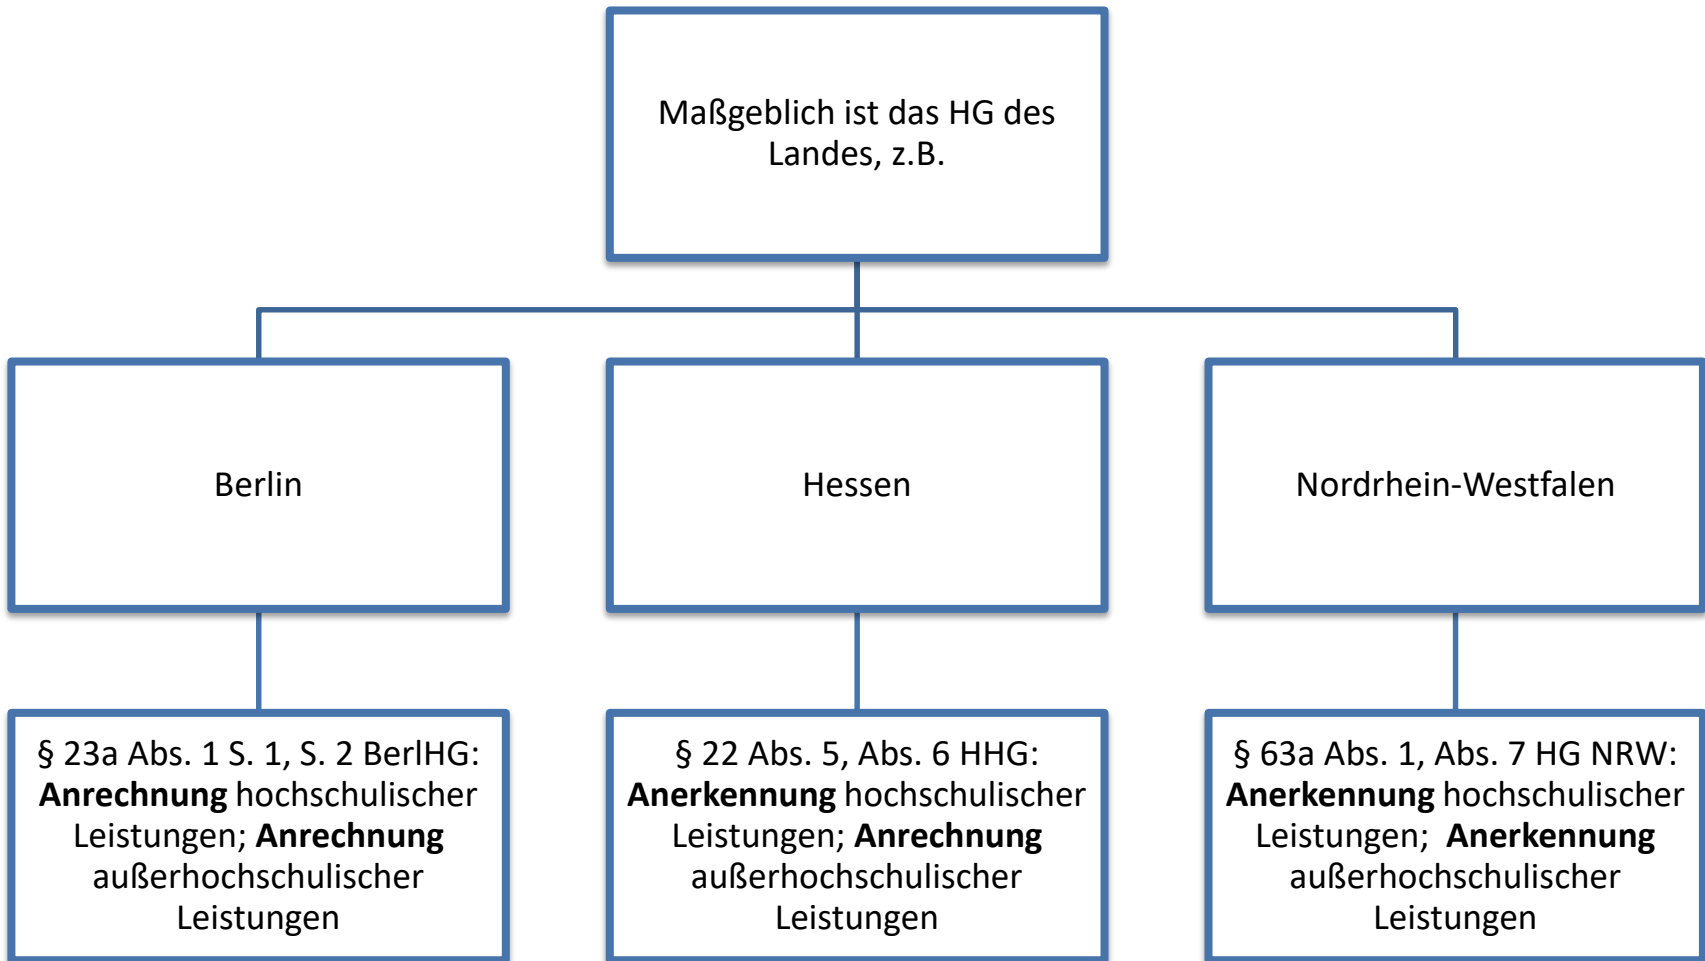 Maßgeblich ist das HG des
Landes, z.B.
Berlin
Hessen
Nordrhein-Westfalen
§ 23a Abs. 1 S. 1, S. 2 BerlHG:
Anrechnung hochschulischer
Leistungen; Anrechnung
außerhochschulischer
Leistungen
§ 22 Abs. 5, Abs. 6 HHG:
Anerkennung hochschulischer
Leistungen; Anrechnung
außerhochschulischer
Leistungen
§ 63a Abs. 1, Abs. 7 HG NRW:
Anerkennung hochschulischer
Leistungen; Anerkennung
außerhochschulischer
Leistungen